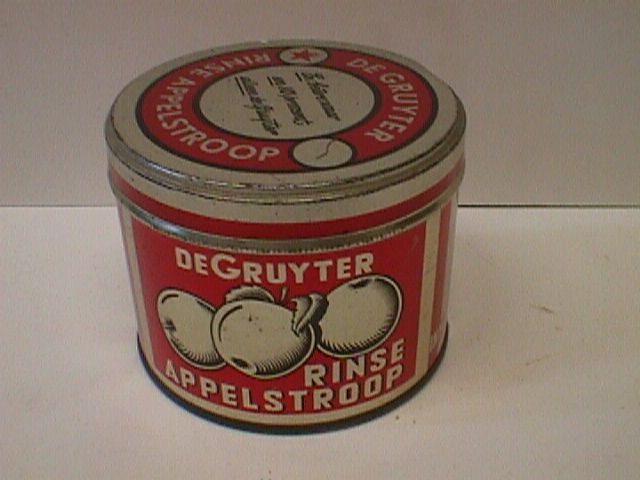 DE GRUYTER
RINSE APPELSTROOP
DEGRUYTER
RINSE
APPELSTROOP